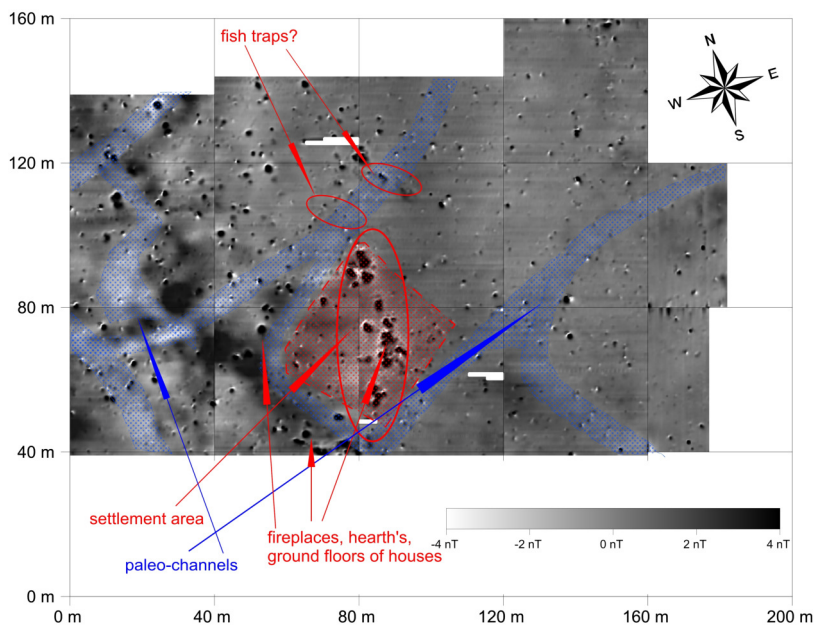 160 m
fish traps?
N
E
W
S
120 m
80 m
40 m
settlement area
fireplaces, hearth's,
ground floors of houses
paleo-channels
-4 nT
-2 nT
0 nT
2 nT
4 nT
0 m
0 m
40 m
80 m
120 m
160 m
200 m